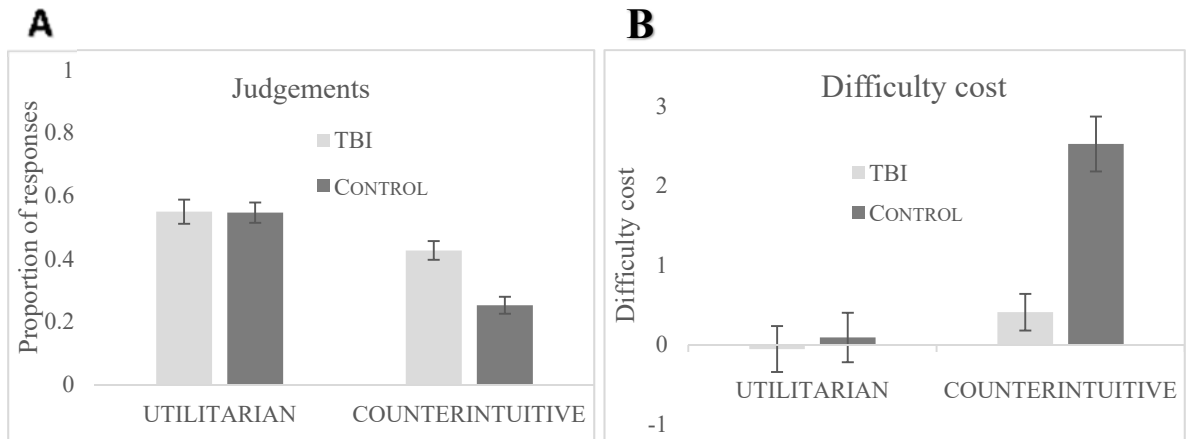 A
Judgements
Proportion of responses
1
0.8
0.6
0.4
0.2
0
TBI
CONTROL
UTILITARIAN
COUNTERINTUITIVE
B
Difficulty cost
Difficulty cost
3
2
1
0
-1
TBI
CONTROL
UTILITARIAN
COUNTERINTUITIVE